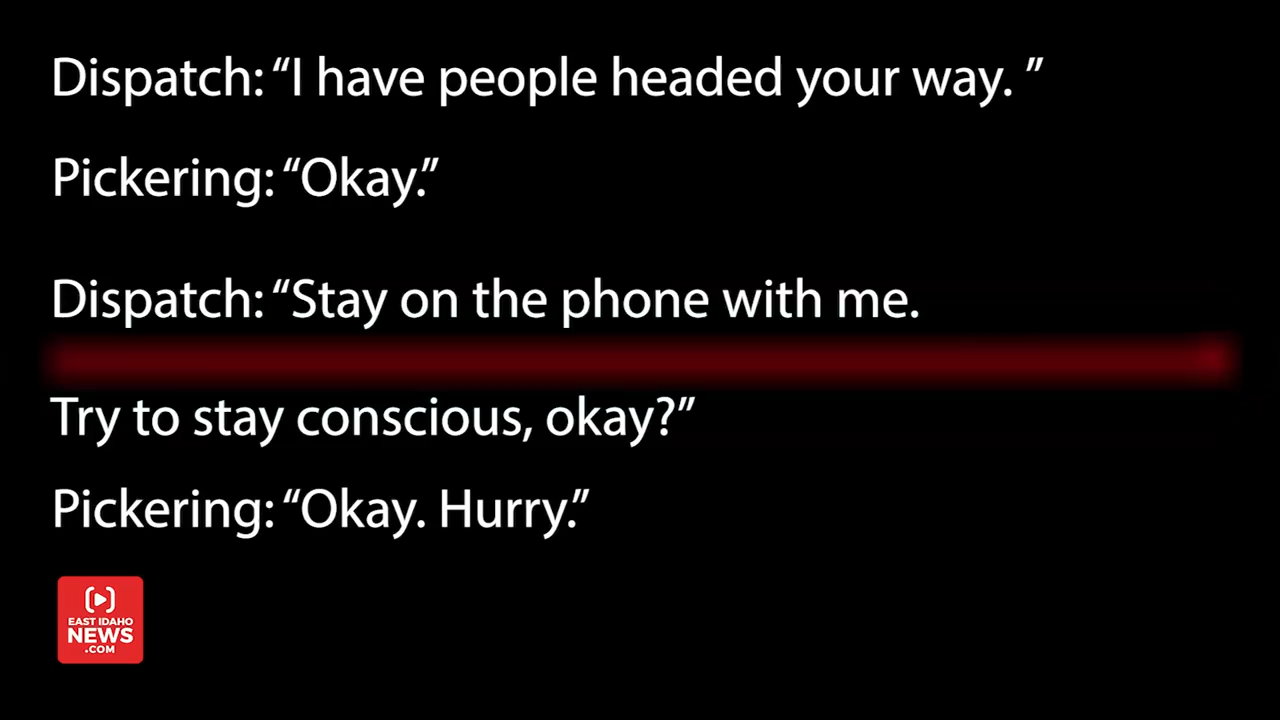 Dispatch: “I have people headed your way. ”
Pickering: “Okay.”
Dispatch: “Stay on the phone with me.
Try to stay conscious, okay?”
Pickering: “Okay. Hurry.”
EAST IDAHO
NEWS
.COM